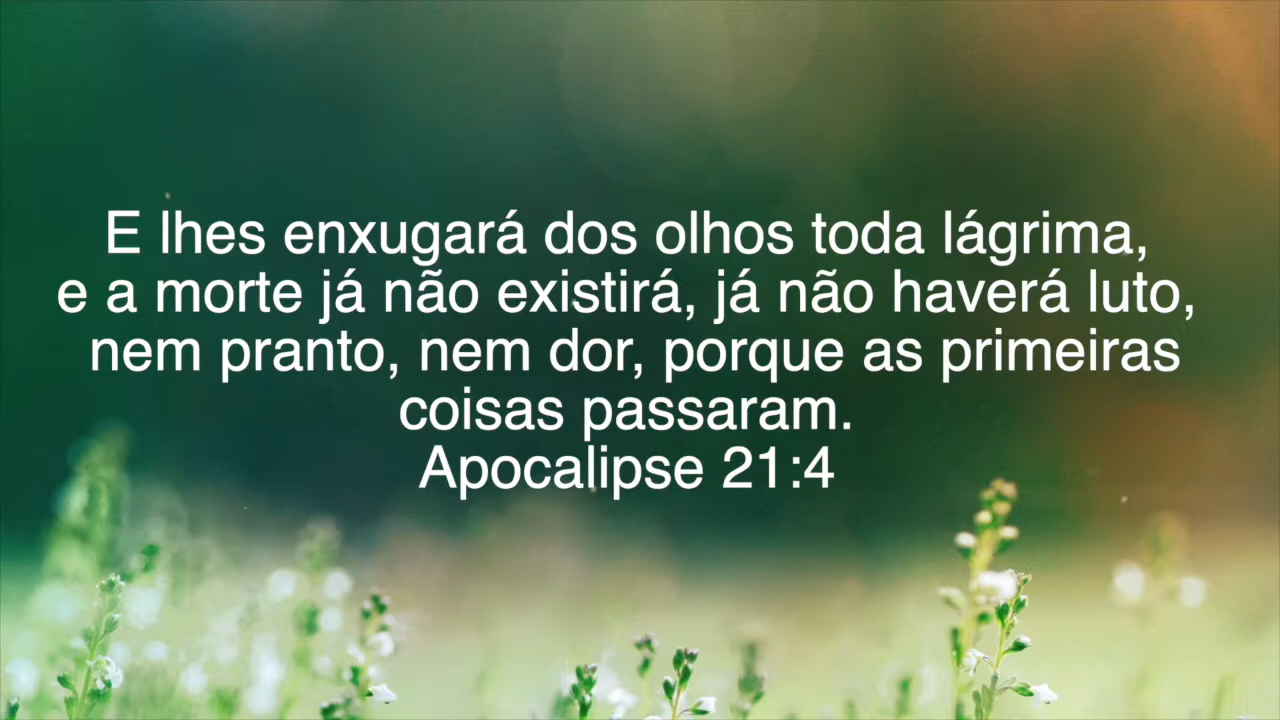 E lhes enxugará dos olhos toda lágrima,
e a morte já não existirá, já não haverá luto,
nem pranto, nem dor, porque as primeiras
coisas passaram.
Apocalipse 21:4